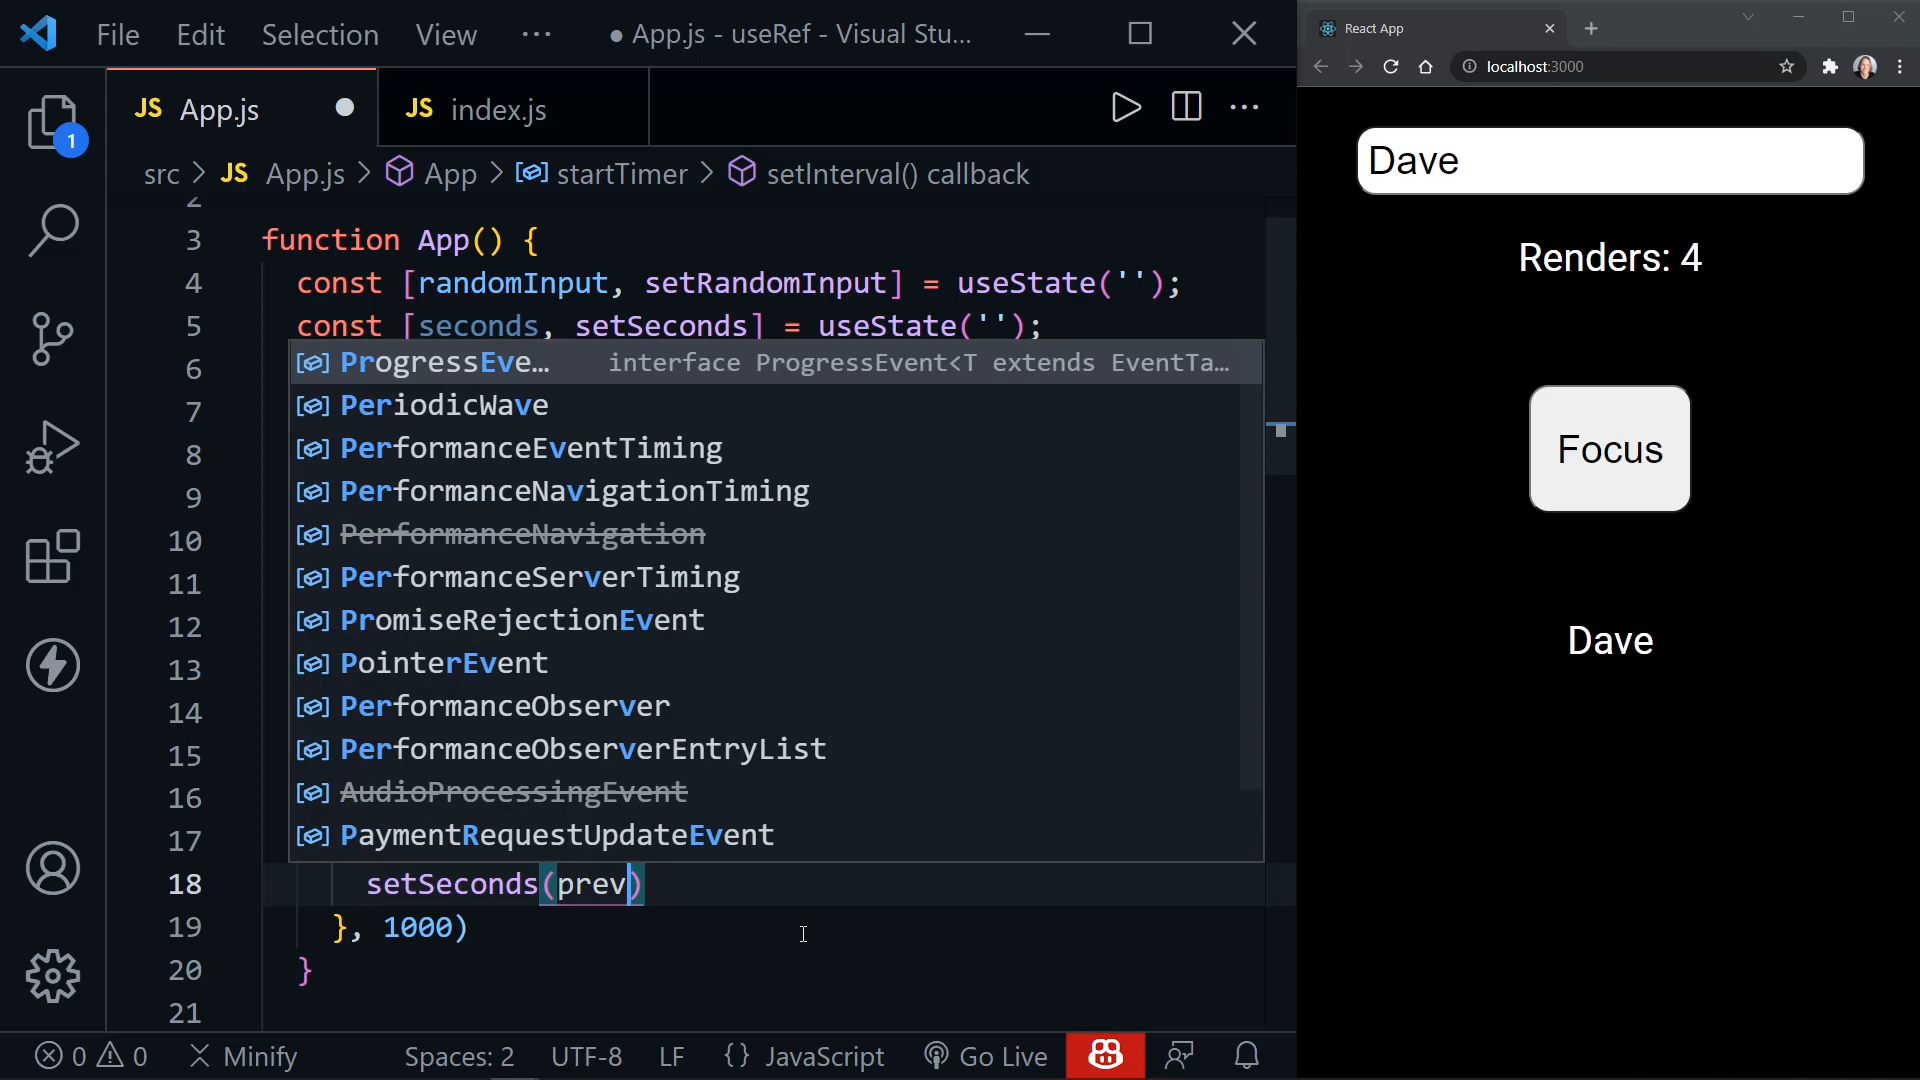 File Edit Selection View ··· ● App.js - useRef - Visual Stu...
JS App.js ● JS index.js
src > JS App.js > App > startTimer > setInterval() callback
2
3 function App() {
4 const [randomInput, setRandomInput] = useState('');
5 const [seconds, setSeconds] = useState('');
6 ProgressEve… interface ProgressEvent<T extends EventTa…
7 PeriodicWave
8 PerformanceEventTiming
9 PerformanceNavigationTiming
10 PerformanceNavigation
11 PerformanceServerTiming
12 PromiseRejectionEvent
13 PointerEvent
14 PerformanceObserver
15 PerformanceObserverEntryList
16 AudioProcessingEvent
17 PaymentRequestUpdateEvent
18 setSeconds(prev)
19 }, 1000)
20 }
21
1
0 0 Minify Spaces: 2 UTF-8 LF {} JavaScript Go Live
React App
localhost:3000
Dave
Renders: 4
Focus
Dave